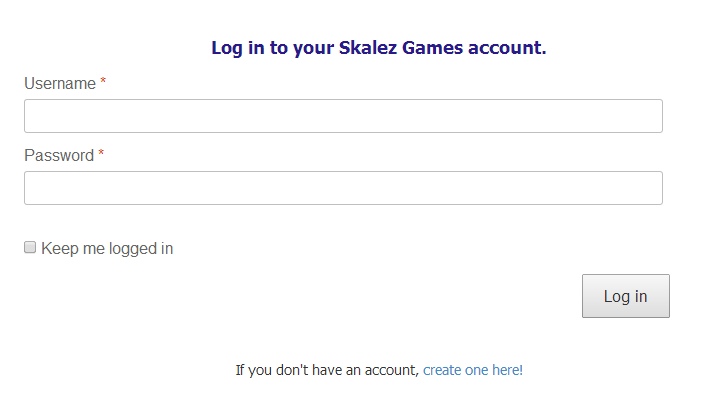 Log in to your Skalez Games account.
Username *
Password *
Keep me logged in
Log in
If you don't have an account, create one here!